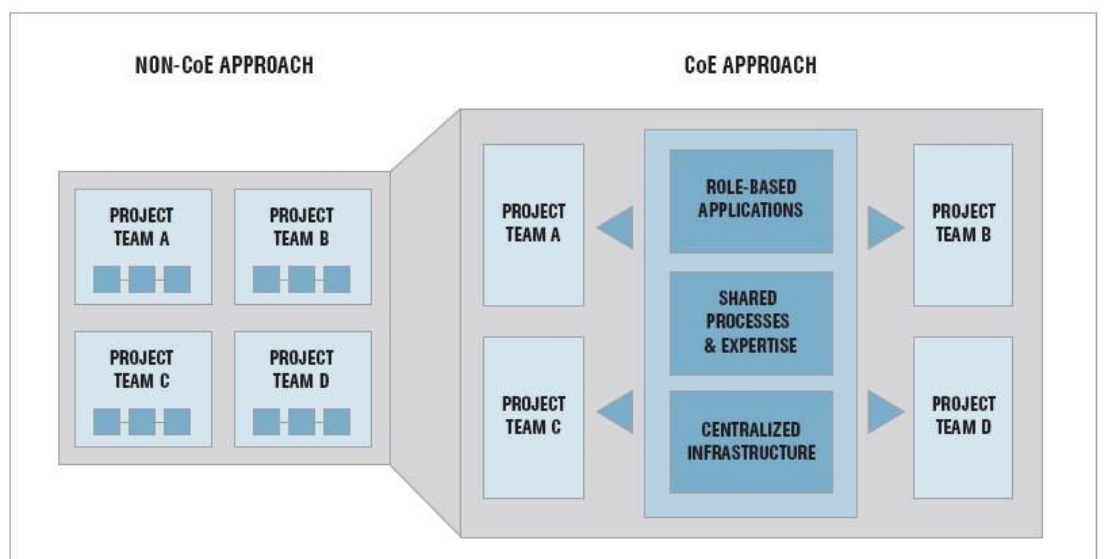 NON-CoE APPROACH
CoE APPROACH
PROJECT
TEAM A
PROJECT
TEAM B
PROJECT
TEAM C
PROJECT
TEAM D
PROJECT
TEAM A
PROJECT
TEAM C
ROLE-BASED
APPLICATIONS
SHARED
PROCESSES
& EXPERTISE
CENTRALIZED
INFRASTRUCTURE
PROJECT
TEAM B
PROJECT
TEAM D